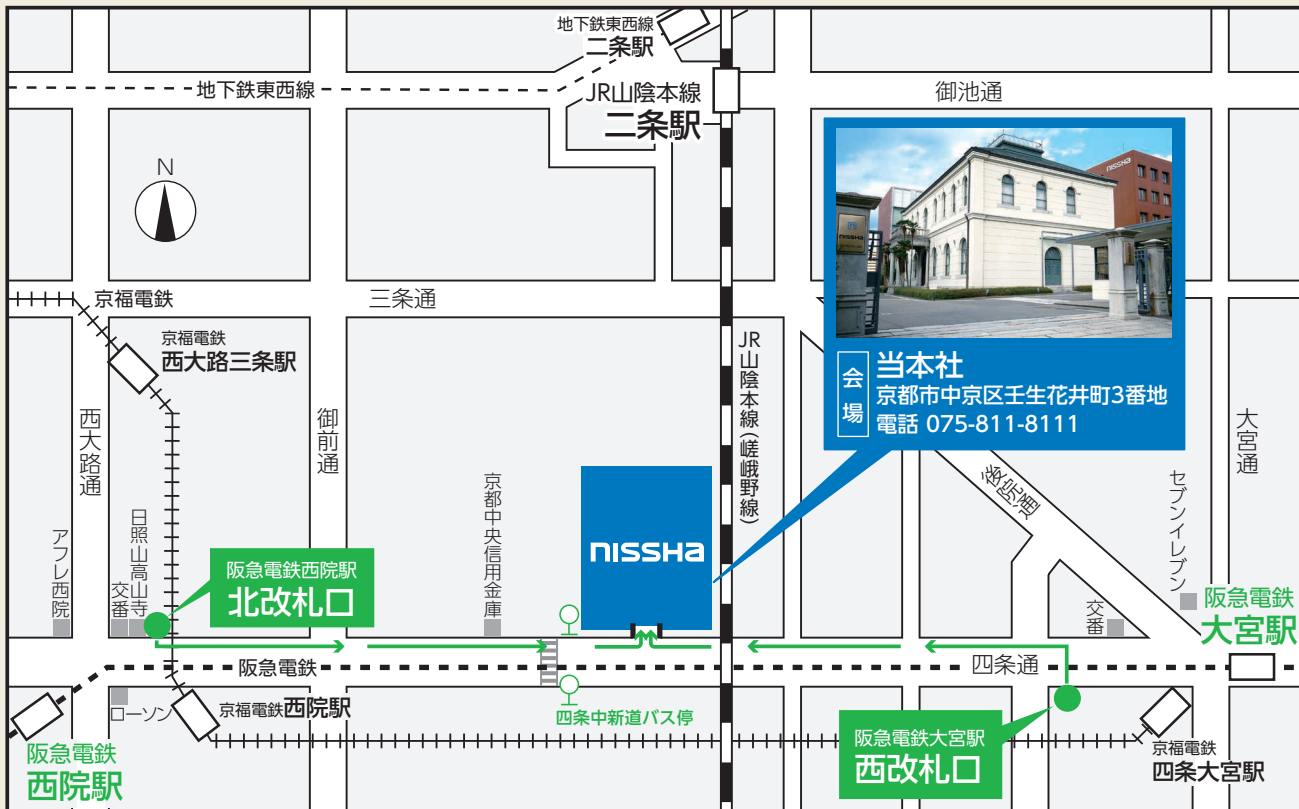 地下鉄東西線
二条駅
地下鉄東西線
JR山陰本線
二条駅
御池通
N
nissha
nissha
京福電鉄
三条通
京福電鉄
西大路三条駅
JR山陰本線(嵯峨野線)
会場
当本社
京都市中京区壬生花井町3番地
電話 075-811-8111
西大路通
御前通
大宮通
後院通
京都中央信用金庫
セブンイレブン
nissha
アフレ西院
交番
日照山高山寺
阪急電鉄西院駅
北改札口
交番
阪急電鉄
大宮駅
阪急電鉄
四条通
ローソン
京福電鉄西院駅
四条中新道バス停
阪急電鉄
西院駅
阪急電鉄大宮駅
西改札口
京福電鉄
四条大宮駅